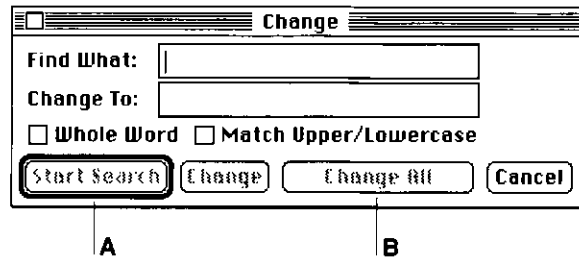 Change
Find What:
Change To:
Whole Word Match Upper/Lowercase
Start Search Change Change All Cancel
A B